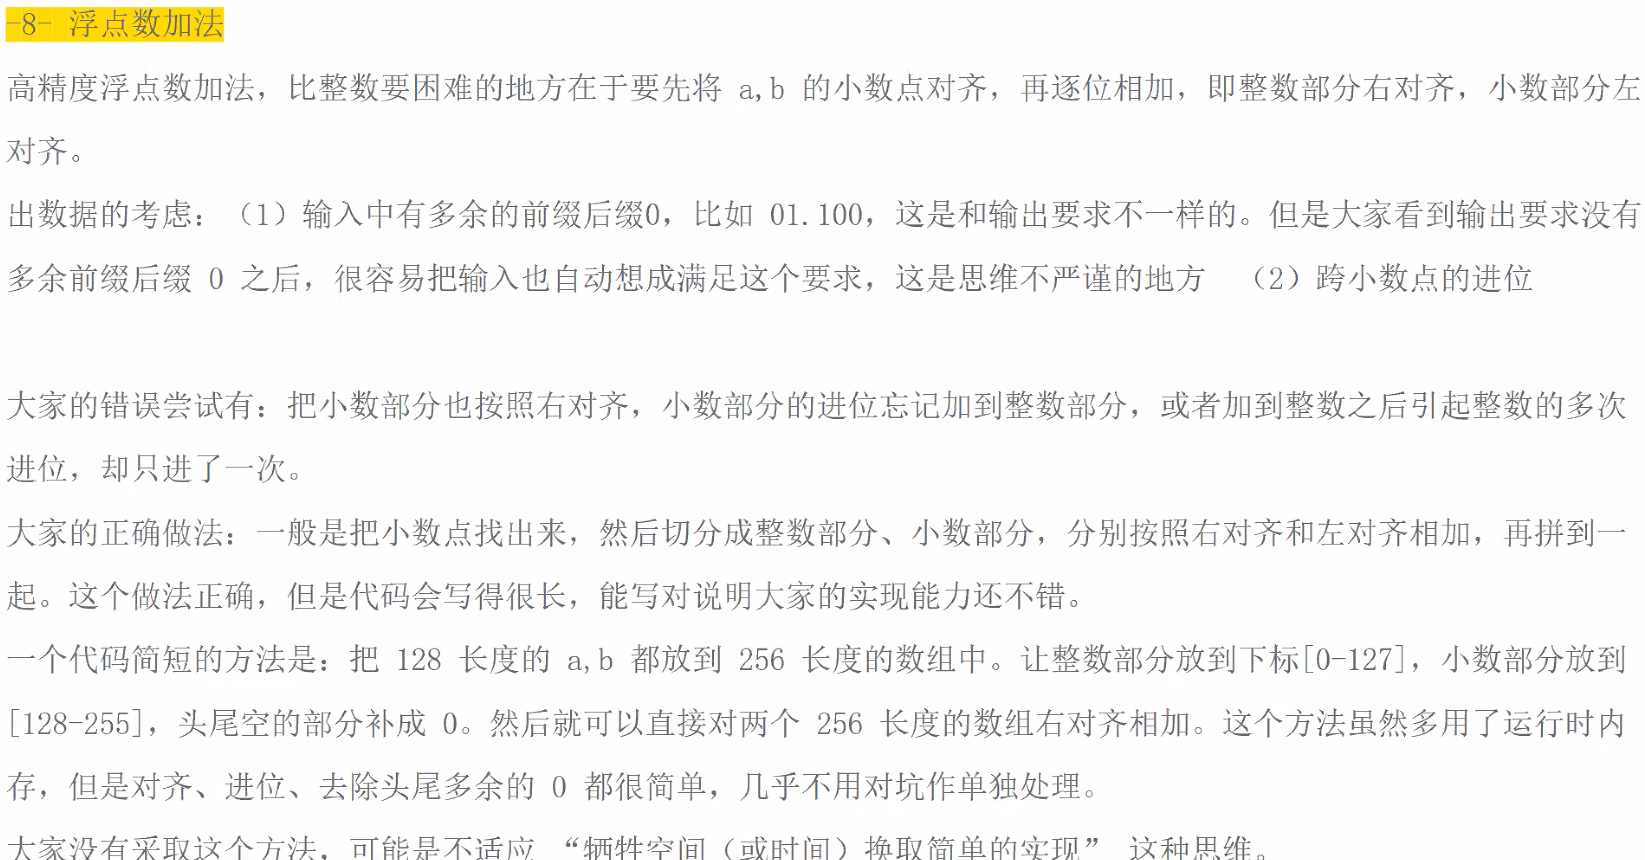 -8- 浮点数加法
高精度浮点数加法，比整数要困难的地方在于要先将 a,b 的小数点对齐，再逐位相加，即整数部分右对齐，小数部分左
对齐。
出数据的考虑：（1）输入中有多余的前缀后缀0，比如 01.100，这是和输出要求不一样的。但是大家看到输出要求没有
多余前缀后缀 0 之后，很容易把输入也自动想成满足这个要求，这是思维不严谨的地方 （2）跨小数点的进位
大家的错误尝试有：把小数部分也按照右对齐，小数部分的进位忘记加到整数部分，或者加到整数之后引起整数的多次
进位，却只进了一次。
大家的正确做法：一般是把小数点找出来，然后切分成整数部分、小数部分，分别按照右对齐和左对齐相加，再拼到一
起。这个做法正确，但是代码会写得很长，能写对说明大家的实现能力还不错。
一个代码简短的方法是：把 128 长度的 a,b 都放到 256 长度的数组中。让整数部分放到下标[0-127]，小数部分放到
[128-255]，头尾空的部分补成 0。然后就可以直接对两个 256 长度的数组右对齐相加。这个方法虽然多用了运行时内
存，但是对齐、进位、去除头尾多余的 0 都很简单，几乎不用对坑作单独处理。
大家没有采取这个方法，可能是不适应 “牺牲空间（或时间）换取简单的实现” 这种思维。